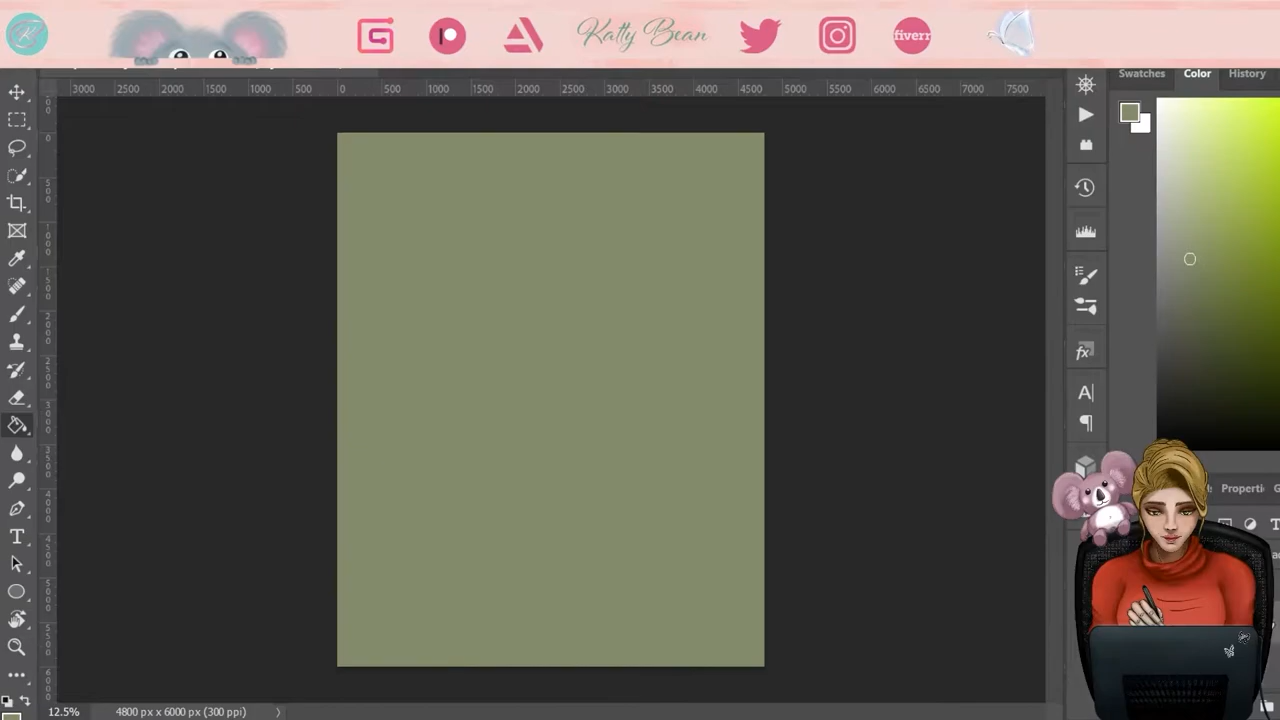 Katty Bean
fiverr
Swatches Color History
3000 2500 2000 1500 1000 500 0 500 1000 1500 2000 2500 3000 3500 4000 4500 5000 5500 6000 6500 7000 7500
Properti
12.5% 4800 px x 6000 px (300 ppi)